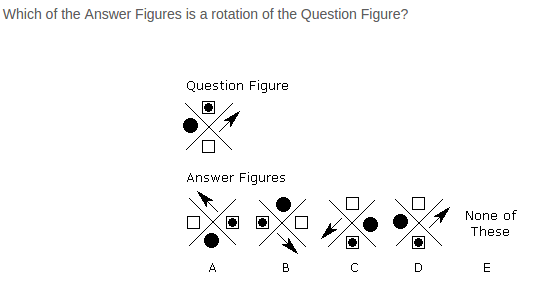 Which of the Answer Figures is a rotation of the Question Figure?
Question Figure
Answer Figures
None of
These
A B C D E